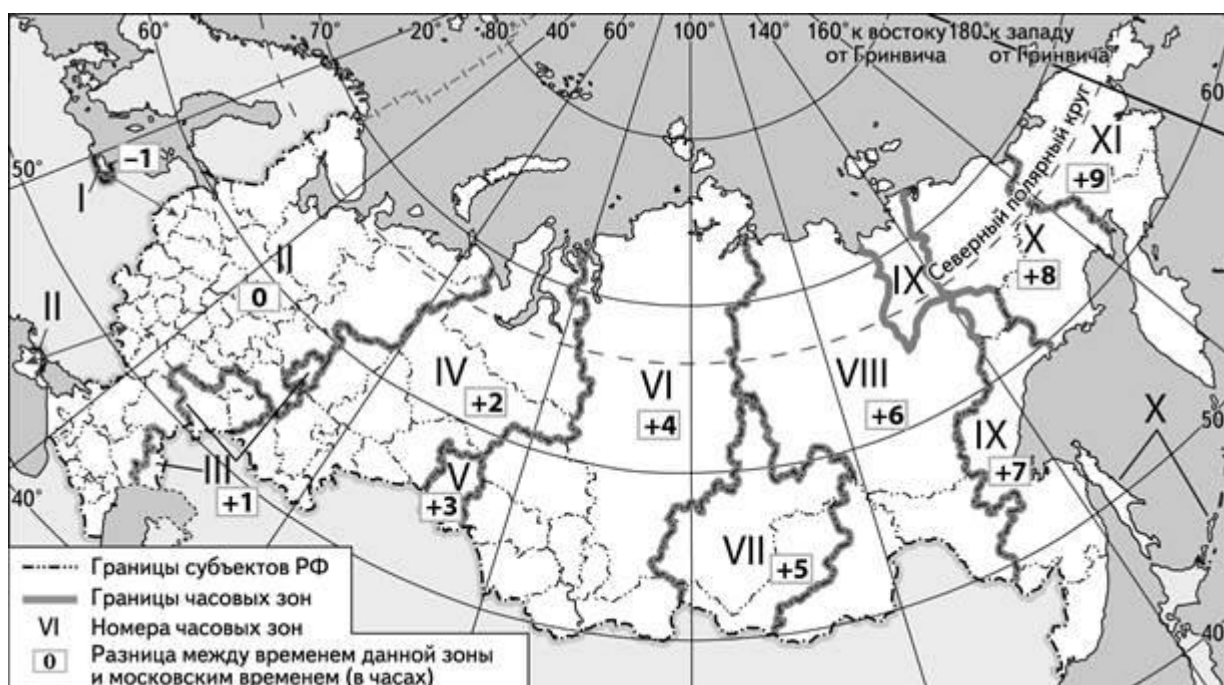 60° 70° 20° 40° 60° 80° 100° 120° 140° 160° к востоку 180° к западу
от Гринвича от Гринвича
60°
Северный полярный круг
–1
I
50°
XI
+9
II
0
II
IX
X
+8
IV
+2
VI
+4
VIII
+6
X
50°
V
+3
IX
+7
III
+1
40°
VII
+5
Границы субъектов РФ
Границы часовых зон
VI Номера часовых зон
0 Разница между временем данной зоны
и московским временем (в часах)
40°